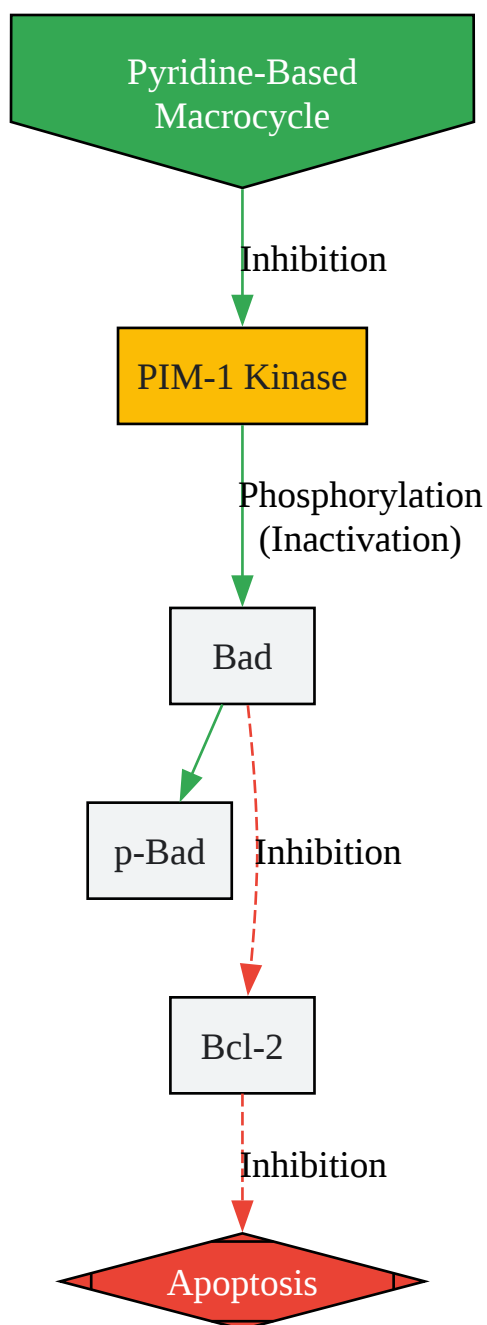 Pyridine-Based
Macrocycle
Inhibition
PIM-1 Kinase
Phosphorylation
(Inactivation)
Bad
p-Bad
Inhibition
Bcl-2
Inhibition
Apoptosis